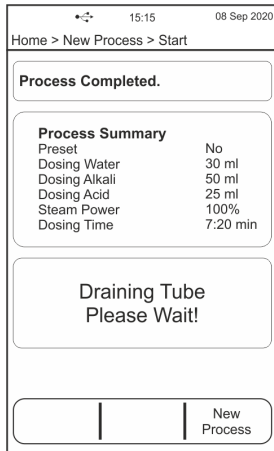 15:15 08 Sep 2020
Home > New Process > Start
Process Completed.
Process Summary
Preset No
Dosing Water 30 ml
Dosing Alkali 50 ml
Dosing Acid 25 ml
Steam Power 100%
Dosing Time 7:20 min
Draining Tube
Please Wait!
New
Process